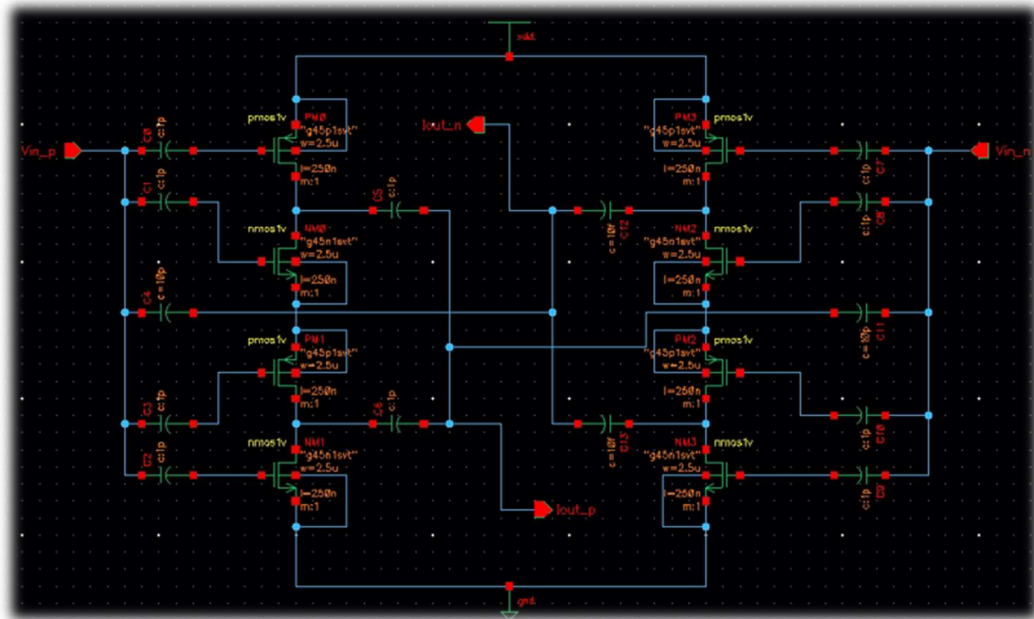 vdd
pmos1v
PM0
"g45p1svt"
w=2.5u
l=250n
m:1
Iout_n
pmos1v
PM3
"g45p1svt"
w=2.5u
l=250n
m:1
Vin_p
C0
c:1p
C7
c:1p
Vin_n
C1
c:1p
C5
c:1p
C12
c=10f
C8
c:1p
nmos1v
NM0
"g45n1svt"
w=2.5u
l=250n
m:1
nmos1v
NM2
"g45n1svt"
w=2.5u
l=250n
m:1
C4
c=10p
C11
c=10p
pmos1v
PM1
"g45p1svt"
w=2.5u
l=250n
m:1
pmos1v
PM2
"g45p1svt"
w=2.5u
l=250n
m:1
C3
c:1p
C6
c:1p
C13
c=10f
C10
c:1p
nmos1v
NM1
"g45n1svt"
w=2.5u
l=250n
m:1
nmos1v
NM3
"g45n1svt"
w=2.5u
l=250n
m:1
C2
c:1p
C9
c:1p
Iout_p
gnd